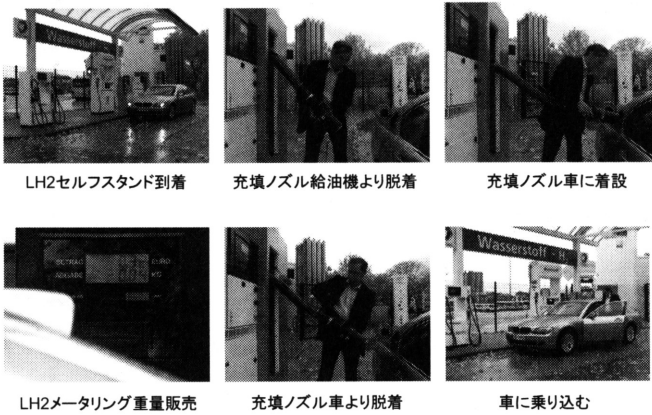 Wasserstoff - H
LH2セルフスタンド到着
充填ノズル給油機より脱着
充填ノズル車に着設
BETRAG EURO
KG
Wasserstoff - H
LH2メータリング重量販売
充填ノズル車より脱着
車に乗り込む